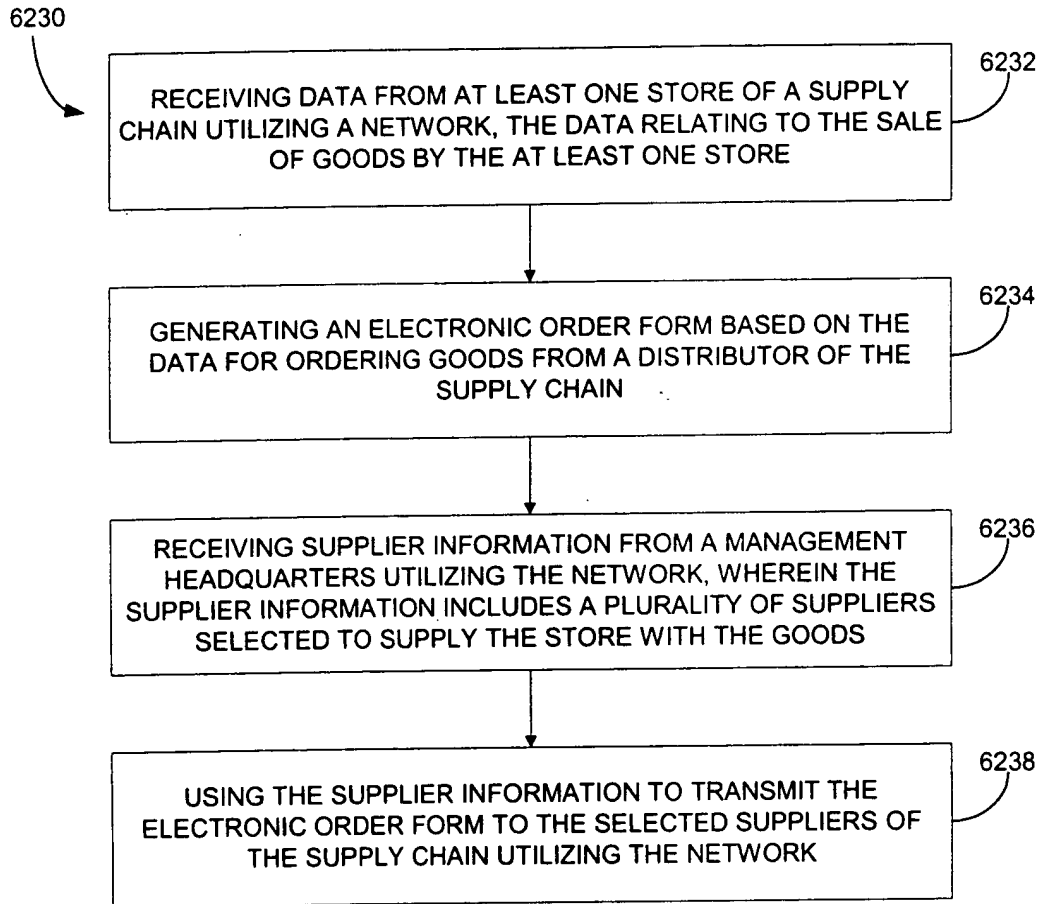 6230
6232
RECEIVING DATA FROM AT LEAST ONE STORE OF A SUPPLY
CHAIN UTILIZING A NETWORK, THE DATA RELATING TO THE SALE
OF GOODS BY THE AT LEAST ONE STORE
6234
GENERATING AN ELECTRONIC ORDER FORM BASED ON THE
DATA FOR ORDERING GOODS FROM A DISTRIBUTOR OF THE
SUPPLY CHAIN
6236
RECEIVING SUPPLIER INFORMATION FROM A MANAGEMENT
HEADQUARTERS UTILIZING THE NETWORK, WHEREIN THE
SUPPLIER INFORMATION INCLUDES A PLURALITY OF SUPPLIERS
SELECTED TO SUPPLY THE STORE WITH THE GOODS
6238
USING THE SUPPLIER INFORMATION TO TRANSMIT THE
ELECTRONIC ORDER FORM TO THE SELECTED SUPPLIERS OF
THE SUPPLY CHAIN UTILIZING THE NETWORK